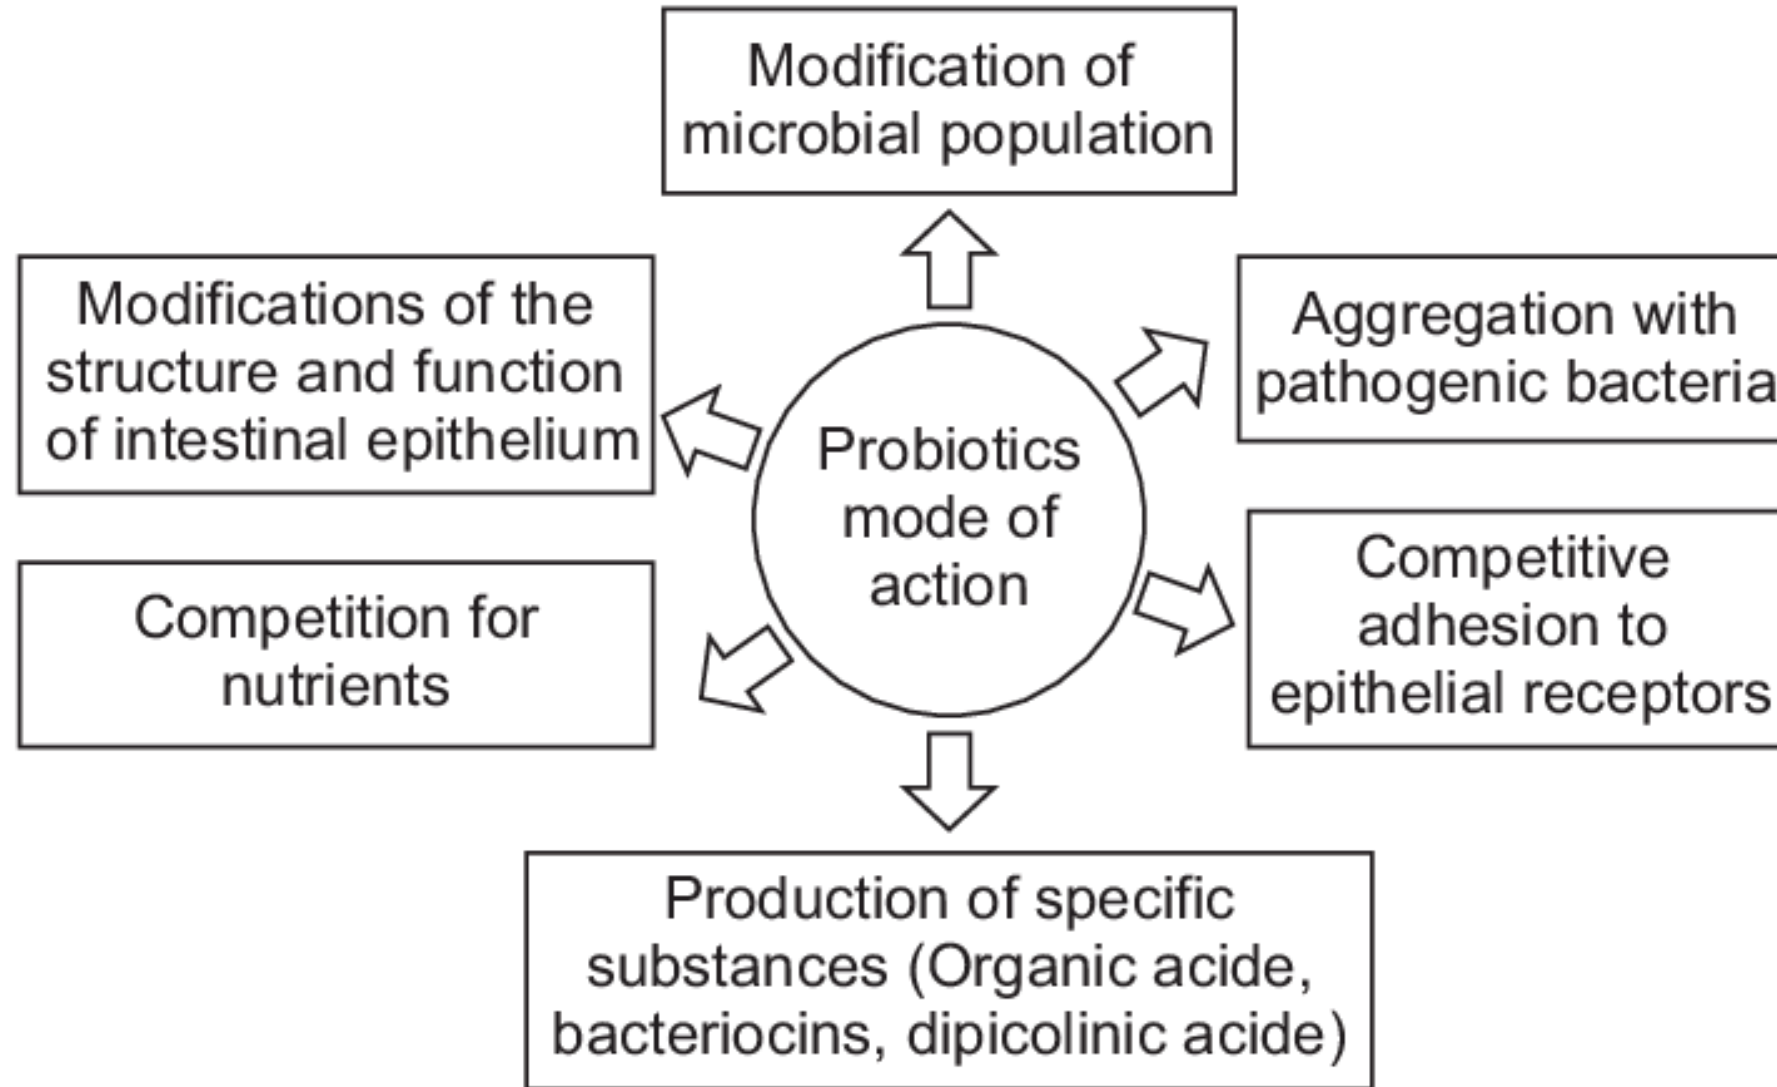 Modification of
microbial population
Modifications of the
structure and function
of intestinal epithelium
Aggregation with
pathogenic bacteria
Probiotics
mode of
action
Competition for
nutrients
Competitive
adhesion to
epithelial receptors
Production of specific
substances (Organic acide,
bacteriocins, dipicolinic acide)